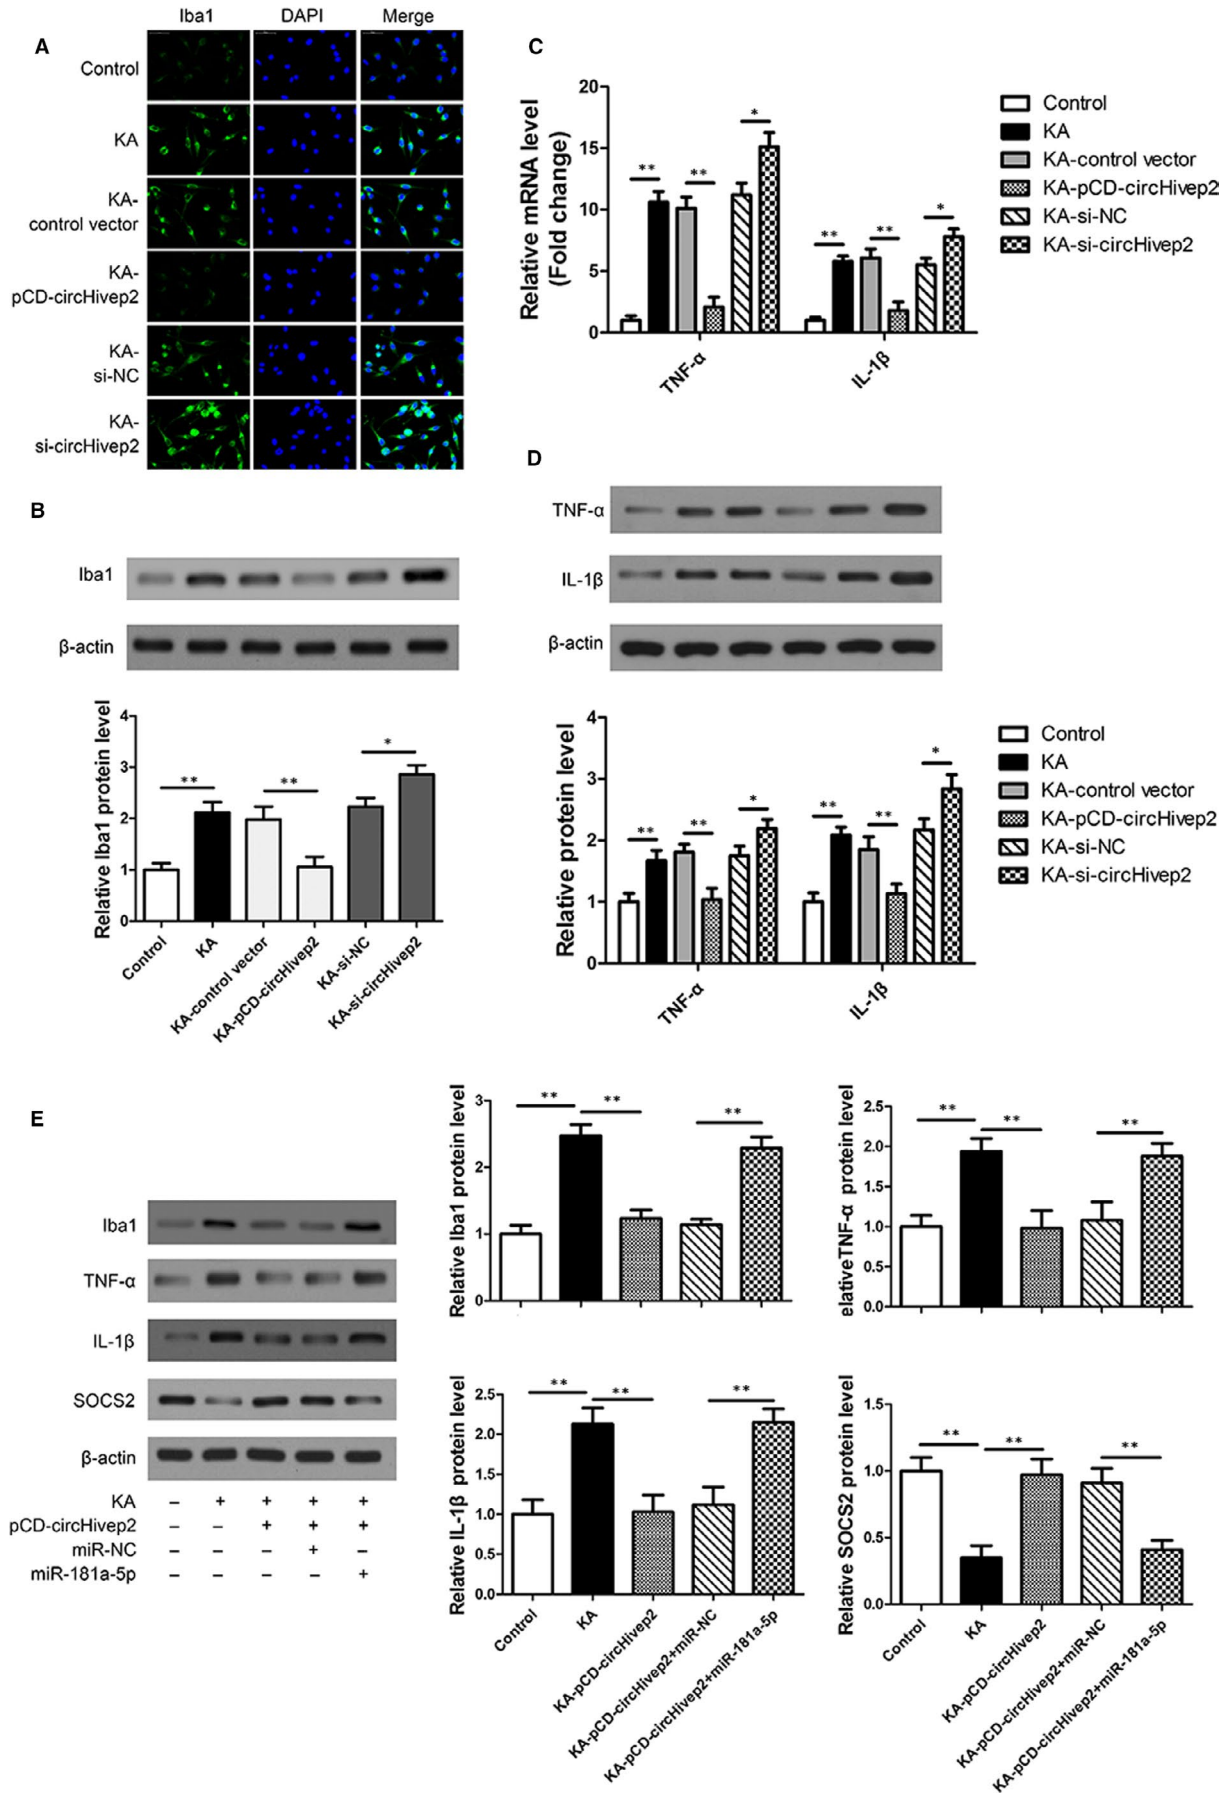 A
Iba1 DAPI Merge
Control
KA
KA-
control vector
KA-
pCD-circHivep2
KA-
si-NC
KA-
si-circHivep2
B
Iba1
β-actin
Relative Iba1 protein level
4
3
2
1
0
** ** *
Control
KA
KA-control vector
KA-pCD-circHivep2
KA-si-NC
KA-si-circHivep2
C
Relative mRNA level
(Fold change)
20
15
10
5
0
** ** * ** ** *
TNF-α
IL-1β
Control
KA
KA-control vector
KA-pCD-circHivep2
KA-si-NC
KA-si-circHivep2
D
TNF-α
IL-1β
β-actin
Relative protein level
4
3
2
1
0
** ** * ** ** *
TNF-α
IL-1β
Control
KA
KA-control vector
KA-pCD-circHivep2
KA-si-NC
KA-si-circHivep2
E
Iba1
TNF-α
IL-1β
SOCS2
β-actin
KA – + + + +
pCD-circHivep2 – – + + +
miR-NC – – – + –
miR-181a-5p – – – – +
Relative Iba1 protein level
3
2
1
0
** ** **
elative TNF-α protein level
2.5
2.0
1.5
1.0
0.5
0.0
** ** **
Relative IL-1β protein level
2.5
2.0
1.5
1.0
0.5
0.0
** ** **
Control
KA
KA-pCD-circHivep2
KA-pCD-circHivep2+miR-NC
KA-pCD-circHivep2+miR-181a-5p
Relative SOCS2 protein level
1.5
1.0
0.5
0.0
** ** **
Control
KA
KA-pCD-circHivep2
KA-pCD-circHivep2+miR-NC
KA-pCD-circHivep2+miR-181a-5p